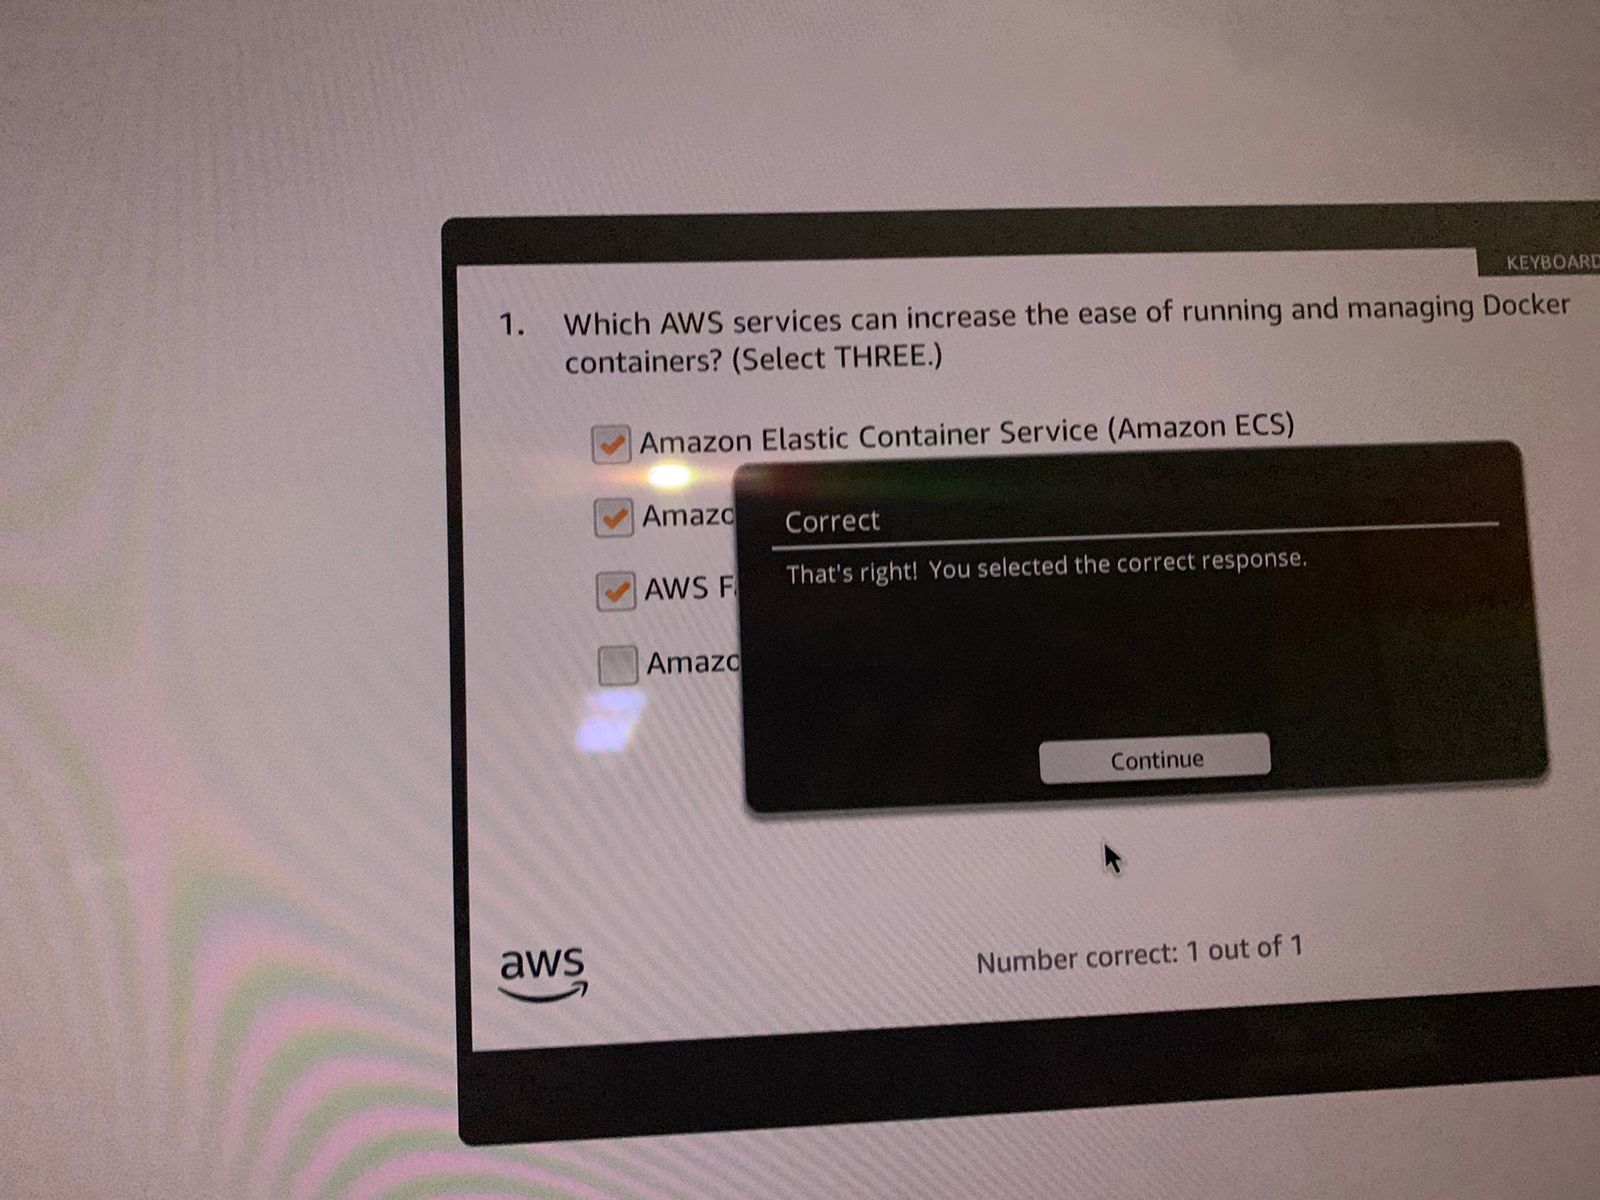 KEYBOARD
1. Which AWS services can increase the ease of running and managing Docker
containers? (Select THREE.)
Amazon Elastic Container Service (Amazon ECS)
Amazo
AWS F
Amazo
Correct
That's right! You selected the correct response.
Continue
aws
Number correct: 1 out of 1